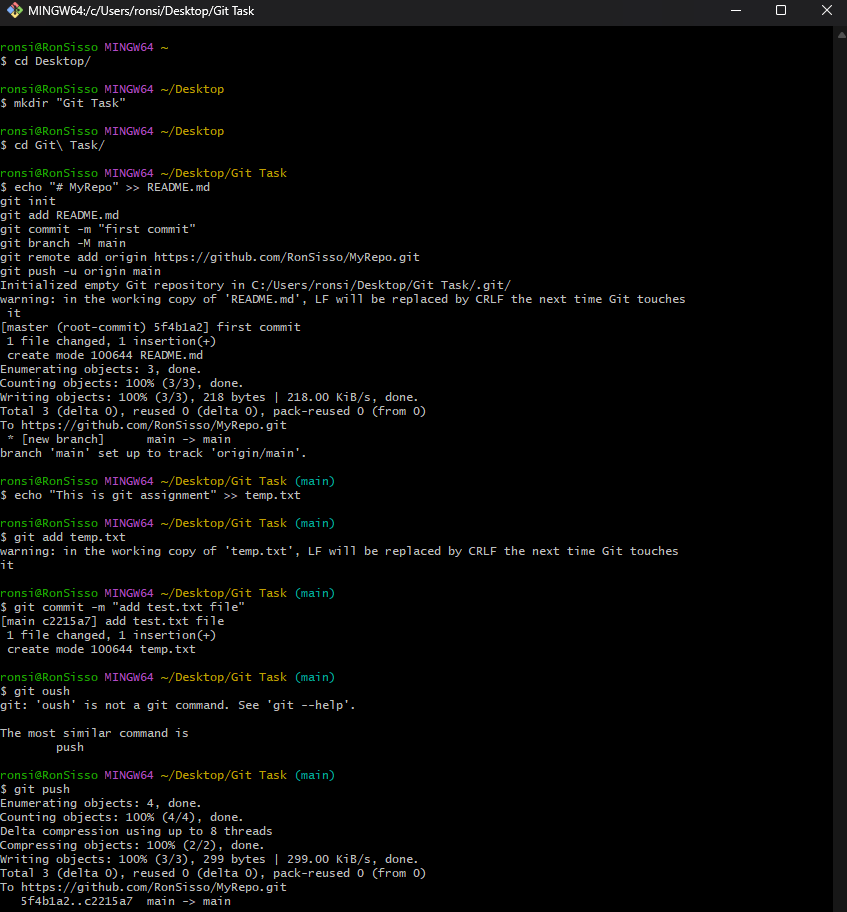 MINGW64:/c/Users/ronsi/Desktop/Git Task
ronsi@RonSisso MINGW64 ~
$ cd Desktop/
ronsi@RonSisso MINGW64 ~/Desktop
$ mkdir "Git Task"
ronsi@RonSisso MINGW64 ~/Desktop
$ cd Git\ Task/
ronsi@RonSisso MINGW64 ~/Desktop/Git Task
$ echo "# MyRepo" >> README.md
git init
git add README.md
git commit -m "first commit"
git branch -M main
git remote add origin https://github.com/RonSisso/MyRepo.git
git push -u origin main
Initialized empty Git repository in C:/Users/ronsi/Desktop/Git Task/.git/
warning: in the working copy of 'README.md', LF will be replaced by CRLF the next time Git touches
 it
[master (root-commit) 5f4b1a2] first commit
 1 file changed, 1 insertion(+)
 create mode 100644 README.md
Enumerating objects: 3, done.
Counting objects: 100% (3/3), done.
Writing objects: 100% (3/3), 218 bytes | 218.00 KiB/s, done.
Total 3 (delta 0), reused 0 (delta 0), pack-reused 0 (from 0)
To https://github.com/RonSisso/MyRepo.git
 * [new branch]      main -> main
branch 'main' set up to track 'origin/main'.
ronsi@RonSisso MINGW64 ~/Desktop/Git Task (main)
$ echo "This is git assignment" >> temp.txt
ronsi@RonSisso MINGW64 ~/Desktop/Git Task (main)
$ git add temp.txt
warning: in the working copy of 'temp.txt', LF will be replaced by CRLF the next time Git touches
it
ronsi@RonSisso MINGW64 ~/Desktop/Git Task (main)
$ git commit -m "add test.txt file"
[main c2215a7] add test.txt file
 1 file changed, 1 insertion(+)
 create mode 100644 temp.txt
ronsi@RonSisso MINGW64 ~/Desktop/Git Task (main)
$ git oush
git: 'oush' is not a git command. See 'git --help'.
The most similar command is
        push
ronsi@RonSisso MINGW64 ~/Desktop/Git Task (main)
$ git push
Enumerating objects: 4, done.
Counting objects: 100% (4/4), done.
Delta compression using up to 8 threads
Compressing objects: 100% (2/2), done.
Writing objects: 100% (3/3), 299 bytes | 299.00 KiB/s, done.
Total 3 (delta 0), reused 0 (delta 0), pack-reused 0 (from 0)
To https://github.com/RonSisso/MyRepo.git
   5f4b1a2..c2215a7  main -> main